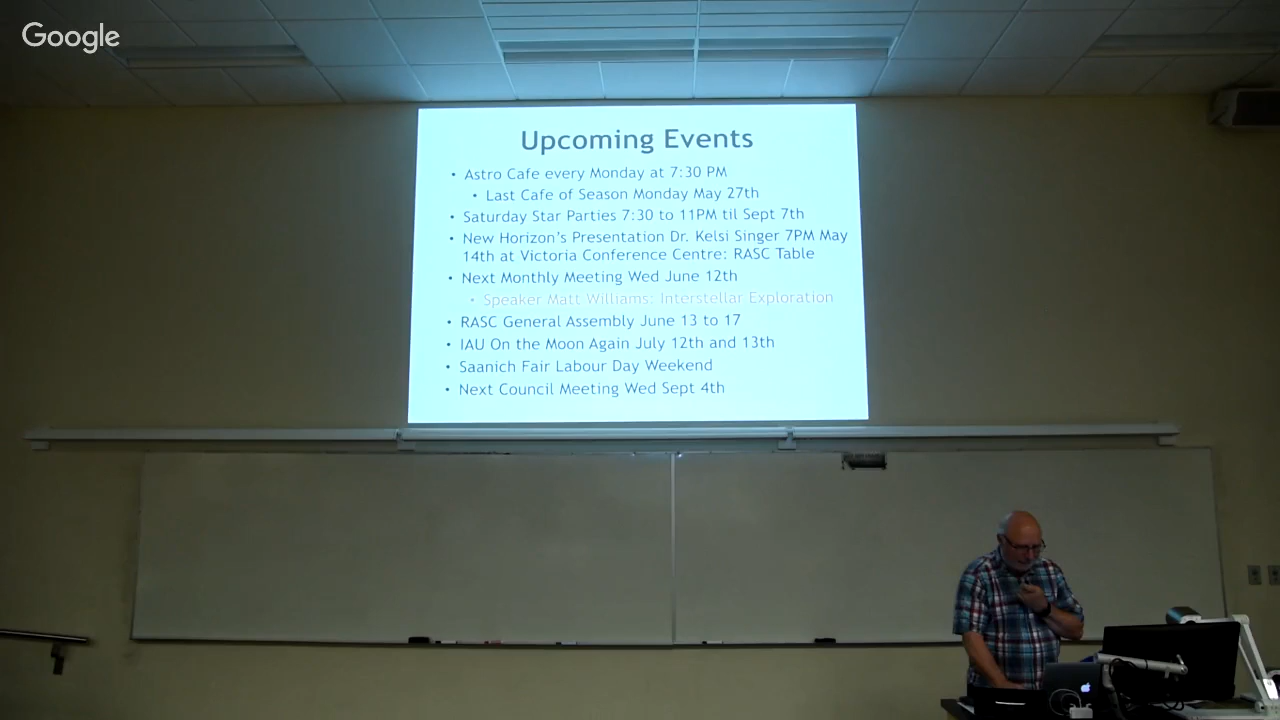 Google
Upcoming Events
• Astro Cafe every Monday at 7:30 PM
• Last Cafe of Season Monday May 27th
• Saturday Star Parties 7:30 to 11PM til Sept 7th
• New Horizon's Presentation Dr. Kelsi Singer 7PM May
14th at Victoria Conference Centre: RASC Table
• Next Monthly Meeting Wed June 12th
• Speaker Matt Williams: Interstellar Exploration
• RASC General Assembly June 13 to 17
• IAU On the Moon Again July 12th and 13th
• Saanich Fair Labour Day Weekend
• Next Council Meeting Wed Sept 4th